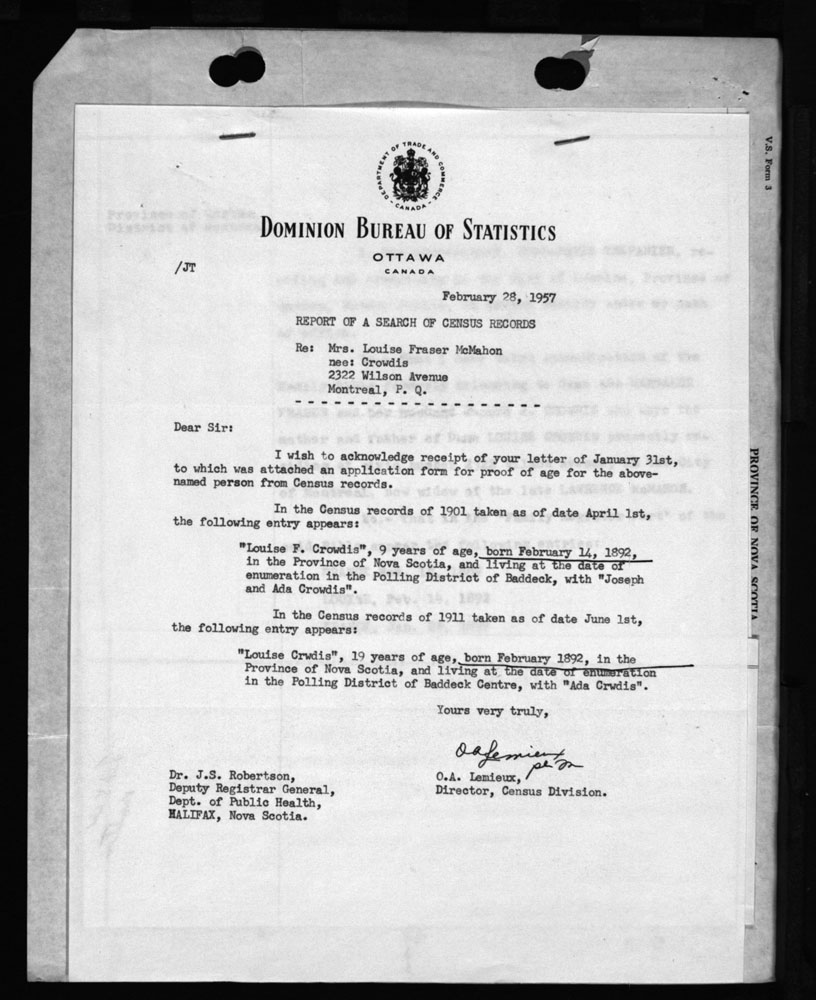 DEPARTMENT OF TRADE AND COMMERCE
CANADA
DOMINION BUREAU OF STATISTICS
OTTAWA
CANADA
/JT
February 28, 1957
REPORT OF A SEARCH OF CENSUS RECORDS
Re: Mrs. Louise Fraser McMahon
nee: Crowdis
2322 Wilson Avenue
Montreal, P. Q.
Dear Sir:
I wish to acknowledge receipt of your letter of January 31st,
to which was attached an application form for proof of age for the above-
named person from Census records.
In the Census records of 1901 taken as of date April 1st,
the following entry appears:
"Louise F. Crowdis", 9 years of age, born February 14, 1892,
in the Province of Nova Scotia, and living at the date of
enumeration in the Polling District of Baddeck, with "Joseph
and Ada Crowdis".
In the Census records of 1911 taken as of date June 1st,
the following entry appears:
"Louise Crwdis", 19 years of age, born February 1892, in the
Province of Nova Scotia, and living at the date of enumeration
in the Polling District of Baddeck Centre, with "Ada Crwdis".
Yours very truly,
OALemieux
per
O.A. Lemieux,
Director, Census Division.
Dr. J.S. Robertson,
Deputy Registrar General,
Dept. of Public Health,
HALIFAX, Nova Scotia.
V.S. Form 3
PROVINCE OF NOVA SCOTIA